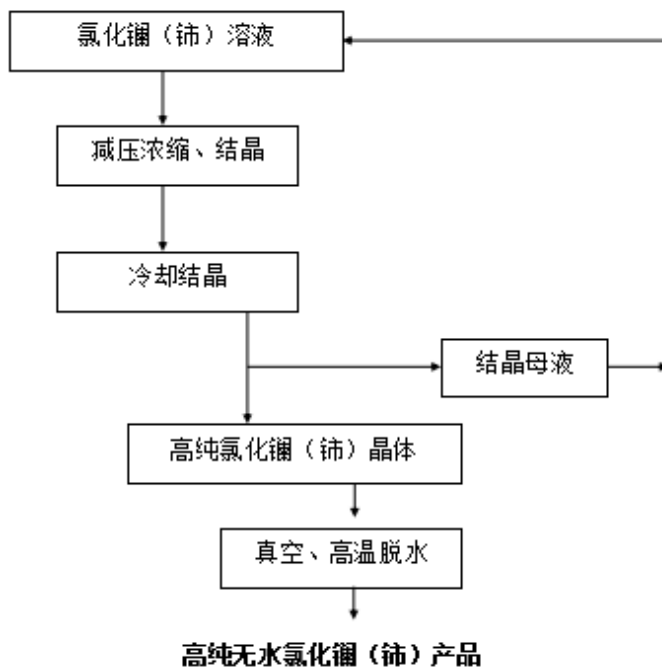 氯化镧（铈）溶液
减压浓缩、结晶
冷却结晶
结晶母液
高纯氯化镧（铈）晶体
真空、高温脱水
高纯无水氯化镧（铈）产品